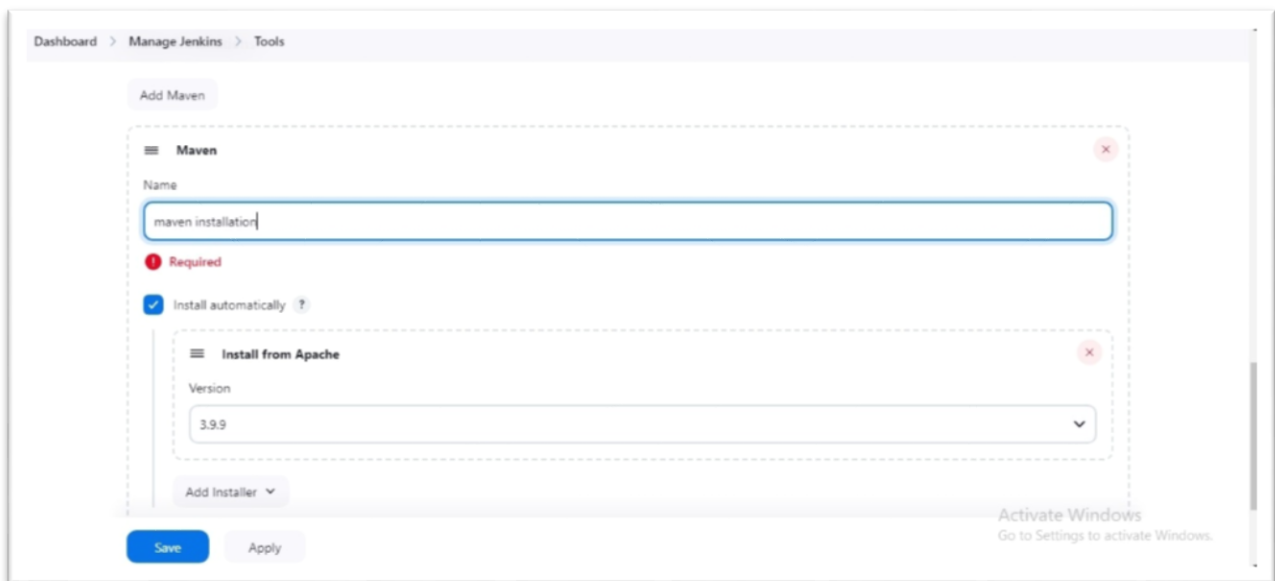 Dashboard > Manage Jenkins > Tools
Add Maven
Maven
Name
maven installation
Required
Install automatically ?
Install from Apache
Version
3.9.9
Add Installer
Activate Windows
Go to Settings to activate Windows.
Save Apply